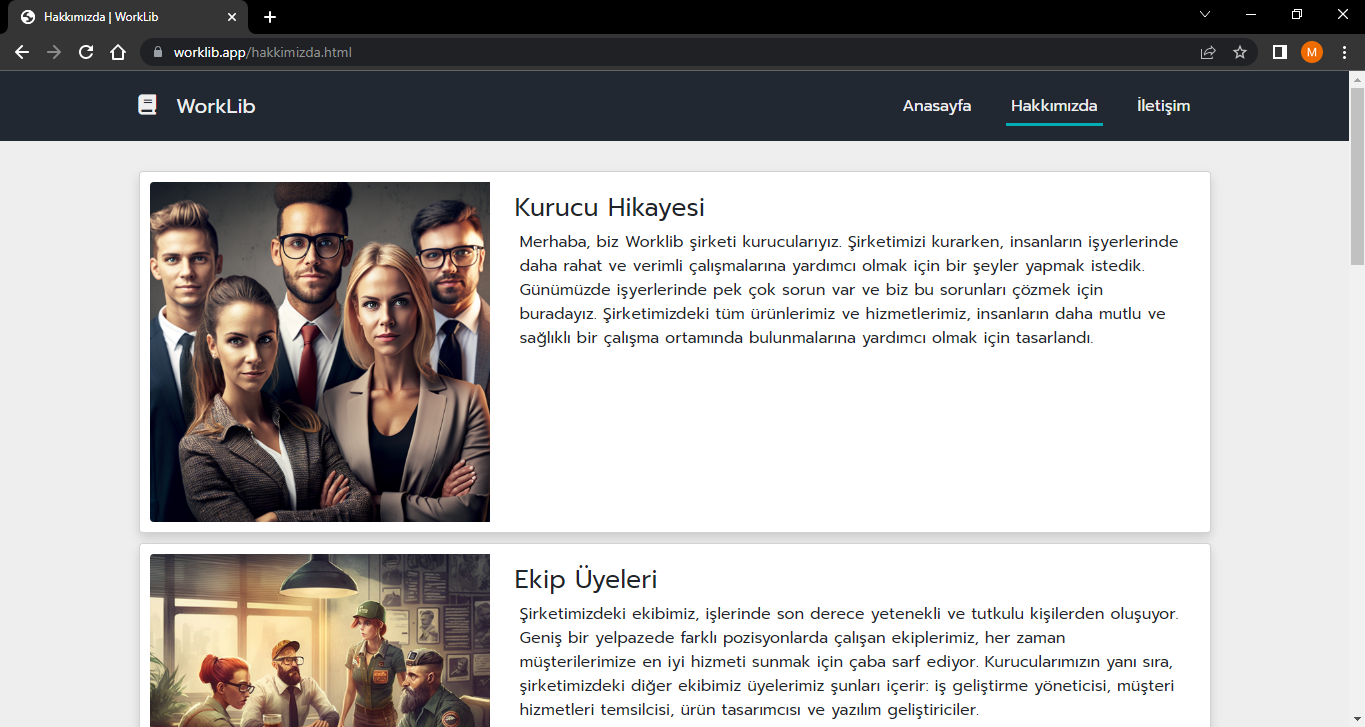 Hakkımızda | WorkLib
worklib.app/hakkimizda.html
M
WorkLib
Anasayfa
Hakkımızda
İletişim
Kurucu Hikayesi
Merhaba, biz Worklib şirketi kurucularıyız. Şirketimizi kurarken, insanların işyerlerinde
daha rahat ve verimli çalışmalarına yardımcı olmak için bir şeyler yapmak istedik.
Günümüzde işyerlerinde pek çok sorun var ve biz bu sorunları çözmek için
buradayız. Şirketimizdeki tüm ürünlerimiz ve hizmetlerimiz, insanların daha mutlu ve
sağlıklı bir çalışma ortamında bulunmalarına yardımcı olmak için tasarlandı.
Ekip Üyeleri
Şirketimizdeki ekibimiz, işlerinde son derece yetenekli ve tutkulu kişilerden oluşuyor.
Geniş bir yelpazede farklı pozisyonlarda çalışan ekiplerimiz, her zaman
müşterilerimize en iyi hizmeti sunmak için çaba sarf ediyor. Kurucularımızın yanı sıra,
şirketimizdeki diğer ekibimiz üyelerimiz şunları içerir: iş geliştirme yöneticisi, müşteri
hizmetleri temsilcisi, ürün tasarımcısı ve yazılım geliştiriciler.